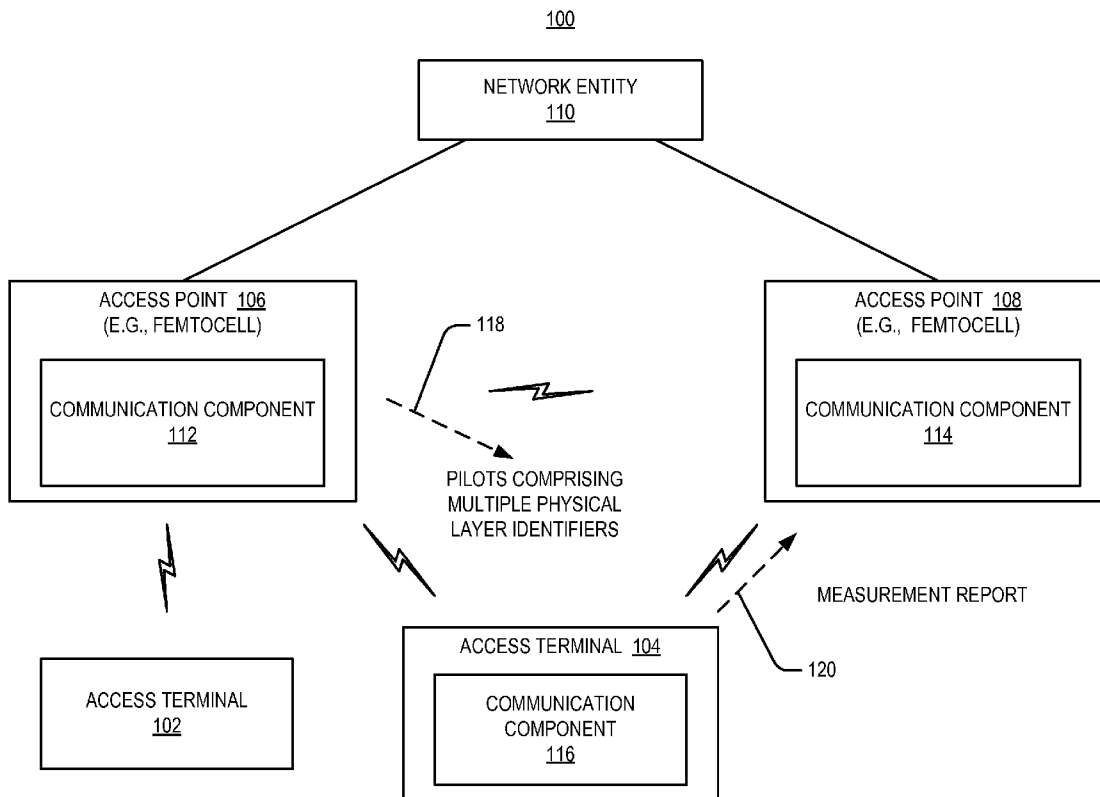 100
NETWORK ENTITY
110
ACCESS POINT 106
(E.G., FEMTOCELL)
COMMUNICATION COMPONENT
112
118
PILOTS COMPRISING
MULTIPLE PHYSICAL
LAYER IDENTIFIERS
ACCESS POINT 108
(E.G., FEMTOCELL)
COMMUNICATION COMPONENT
114
MEASUREMENT REPORT
120
ACCESS TERMINAL
102
ACCESS TERMINAL 104
COMMUNICATION
COMPONENT
116